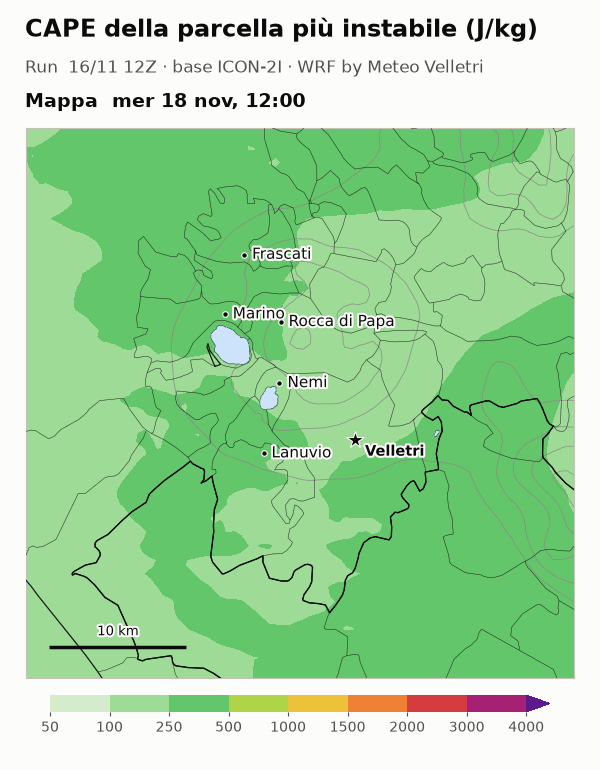 CAPE della parcella più instabile (J/kg)
Run  16/11 12Z · base ICON-2I · WRF by Meteo Velletri
Mappa  mer 18 nov, 12:00
Frascati
Marino
Rocca di Papa
Nemi
Velletri
Lanuvio
10 km
50 100 250 500 1000 1500 2000 3000 4000